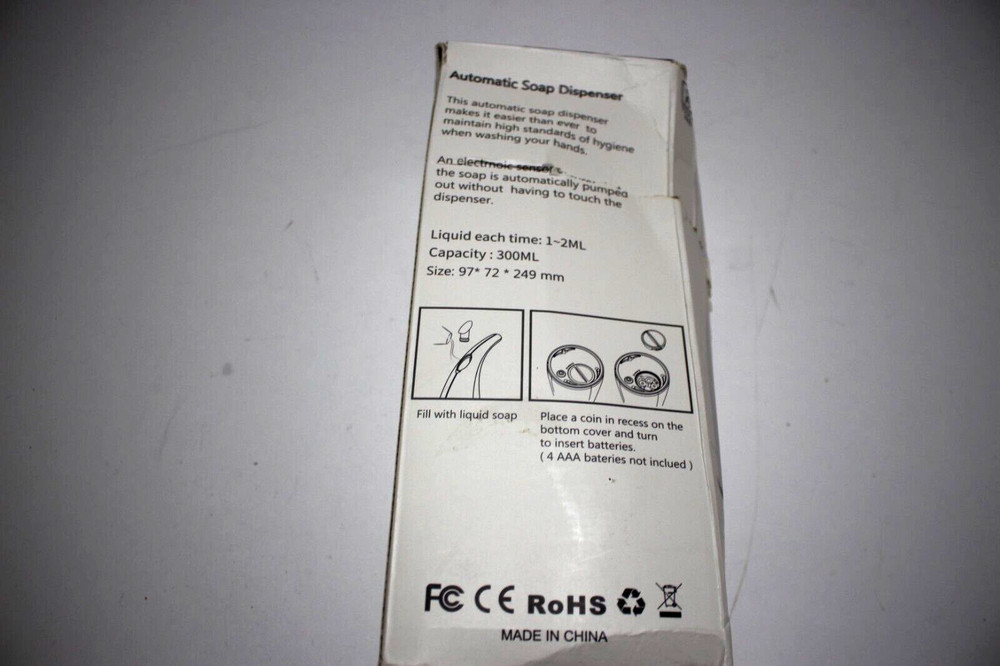 Automatic Soap Dispenser
This automatic soap dispenser
makes it easier than ever to
maintain high standards of hygiene
when washing your hands.
An electrnoic sensor
the soap is automatically pumped
out without having to touch the
dispenser.
Liquid each time: 1~2ML
Capacity : 300ML
Size: 97* 72 * 249 mm
Fill with liquid soap
Place a coin in recess on the
bottom cover and turn
to insert batteries.
( 4 AAA bateries not inclued )
FC CE RoHS
MADE IN CHINA